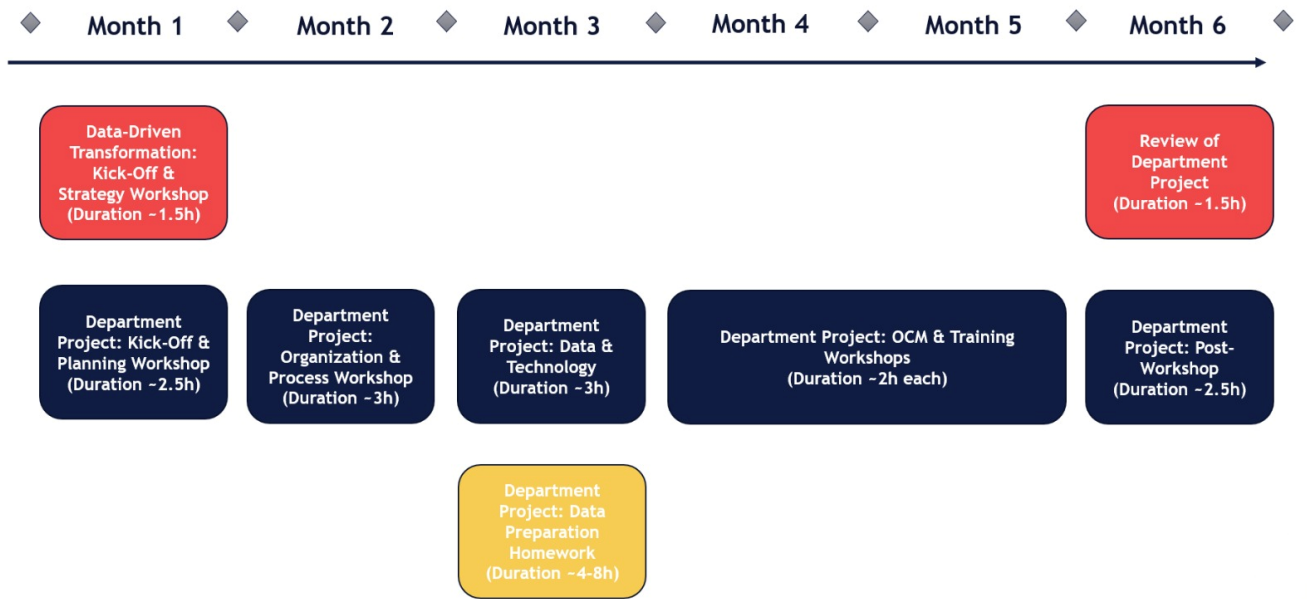 Month 1
Month 2
Month 3
Month 4
Month 5
Month 6
Data-Driven
Transformation:
Kick-Off &
Strategy Workshop
(Duration ~1.5h)
Review of
Department
Project
(Duration ~1.5h)
Department
Project: Kick-Off &
Planning Workshop
(Duration ~2.5h)
Department
Project:
Organization &
Process Workshop
(Duration ~3h)
Department
Project: Data &
Technology
(Duration ~3h)
Department Project: OCM & Training
Workshops
(Duration ~2h each)
Department
Project: Post-
Workshop
(Duration ~2.5h)
Department
Project: Data
Preparation
Homework
(Duration ~4-8h)